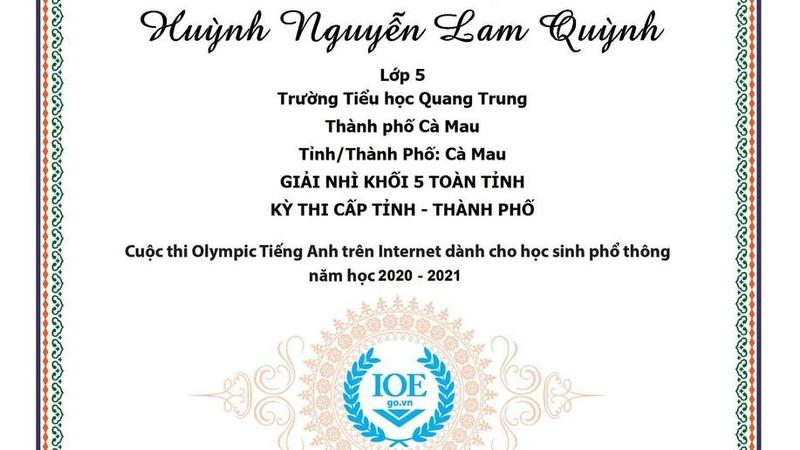 Huỳnh Nguyễn Lam Quỳnh
Lớp 5
Trường Tiểu học Quang Trung
Thành phố Cà Mau
Tỉnh/Thành Phố: Cà Mau
GIẢI NHÌ KHỐI 5 TOÀN TỈNH
KỲ THI CẤP TỈNH - THÀNH PHỐ
Cuộc thi Olympic Tiếng Anh trên Internet dành cho học sinh phổ thông
năm học 2020 - 2021
IOE
go.vn